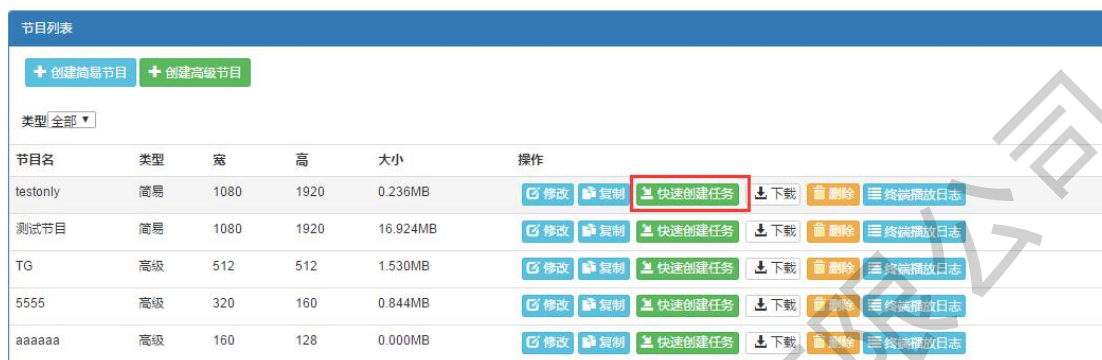 节目列表
创建简易节目 创建高级节目
类型 全部
节目名 类型 宽 高 大小 操作
testonly 简易 1080 1920 0.236MB 修改 复制 快速创建任务 下载 删除 终端播放日志
测试节目 简易 1080 1920 16.924MB 修改 复制 快速创建任务 下载 删除 终端播放日志
TG 高级 512 512 1.530MB 修改 复制 快速创建任务 下载 删除 终端播放日志
5555 高级 320 160 0.844MB 修改 复制 快速创建任务 下载 删除 终端播放日志
aaaaaa 高级 160 128 0.000MB 修改 复制 快速创建任务 下载 删除 终端播放日志
限公司